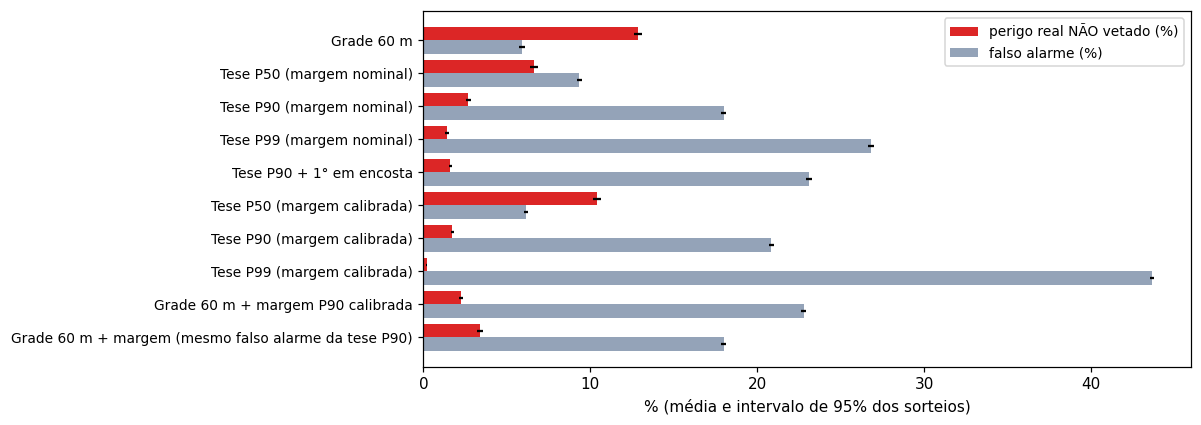 perigo real NÃO vetado (%)
falso alarme (%)
Grade 60 m
Tese P50 (margem nominal)
Tese P90 (margem nominal)
Tese P99 (margem nominal)
Tese P90 + 1° em encosta
Tese P50 (margem calibrada)
Tese P90 (margem calibrada)
Tese P99 (margem calibrada)
Grade 60 m + margem P90 calibrada
Grade 60 m + margem (mesmo falso alarme da tese P90)
0 10 20 30 40
% (média e intervalo de 95% dos sorteios)